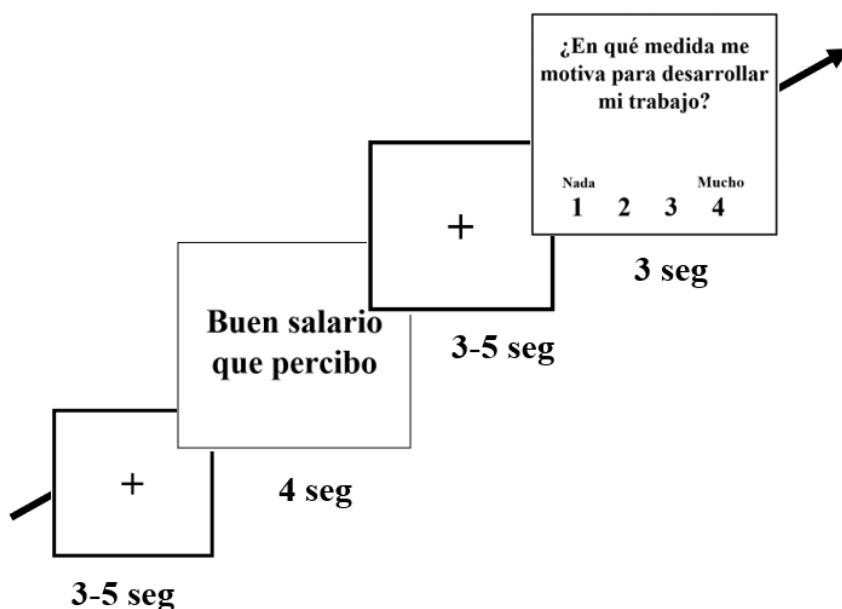 ¿En qué medida me
motiva para desarrollar
mi trabajo?
Nada Mucho
1 2 3 4
3 seg
+
3-5 seg
Buen salario
que percibo
4 seg
+
3-5 seg